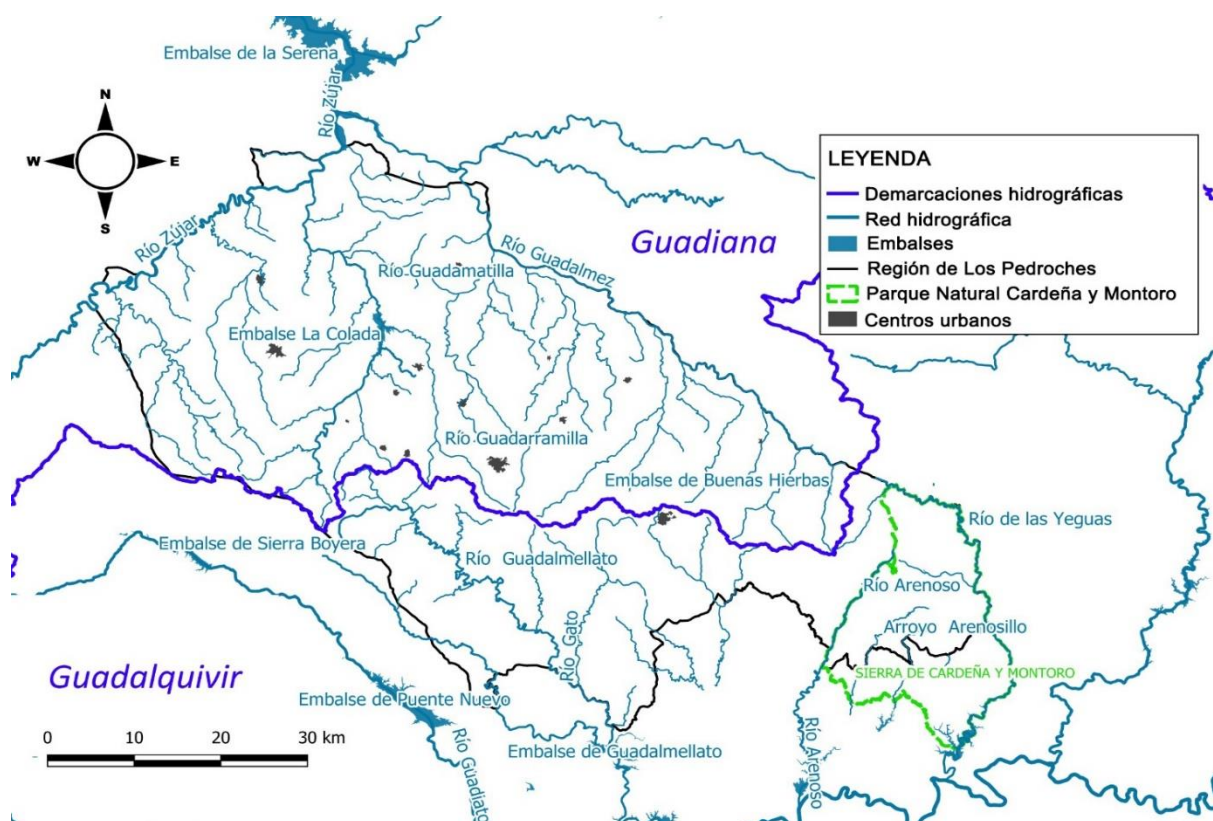 Embalse de la Serena
N
W
E
S
Río Zújar
Río Zújar
LEYENDA
Demarcaciones hidrográficas
Red hidrográfica
Embalses
Región de Los Pedroches
Parque Natural Cardeña y Montoro
Centros urbanos
Guadiana
Río Guadalmez
Río Guadamatilla
Embalse La Colada
Río Guadarramilla
Embalse de Buenas Hierbas
Río de las Yeguas
Embalse de Sierra Boyera
Río Guadalmellato
Río Arenoso
Arroyo Arenosillo
Río Gato
SIERRA DE CARDEÑA Y MONTORO
Guadalquivir
Embalse de Puente Nuevo
0 10 20 30 km
Embalse de Guadalmellato
Río Guadiato
Río Arenoso